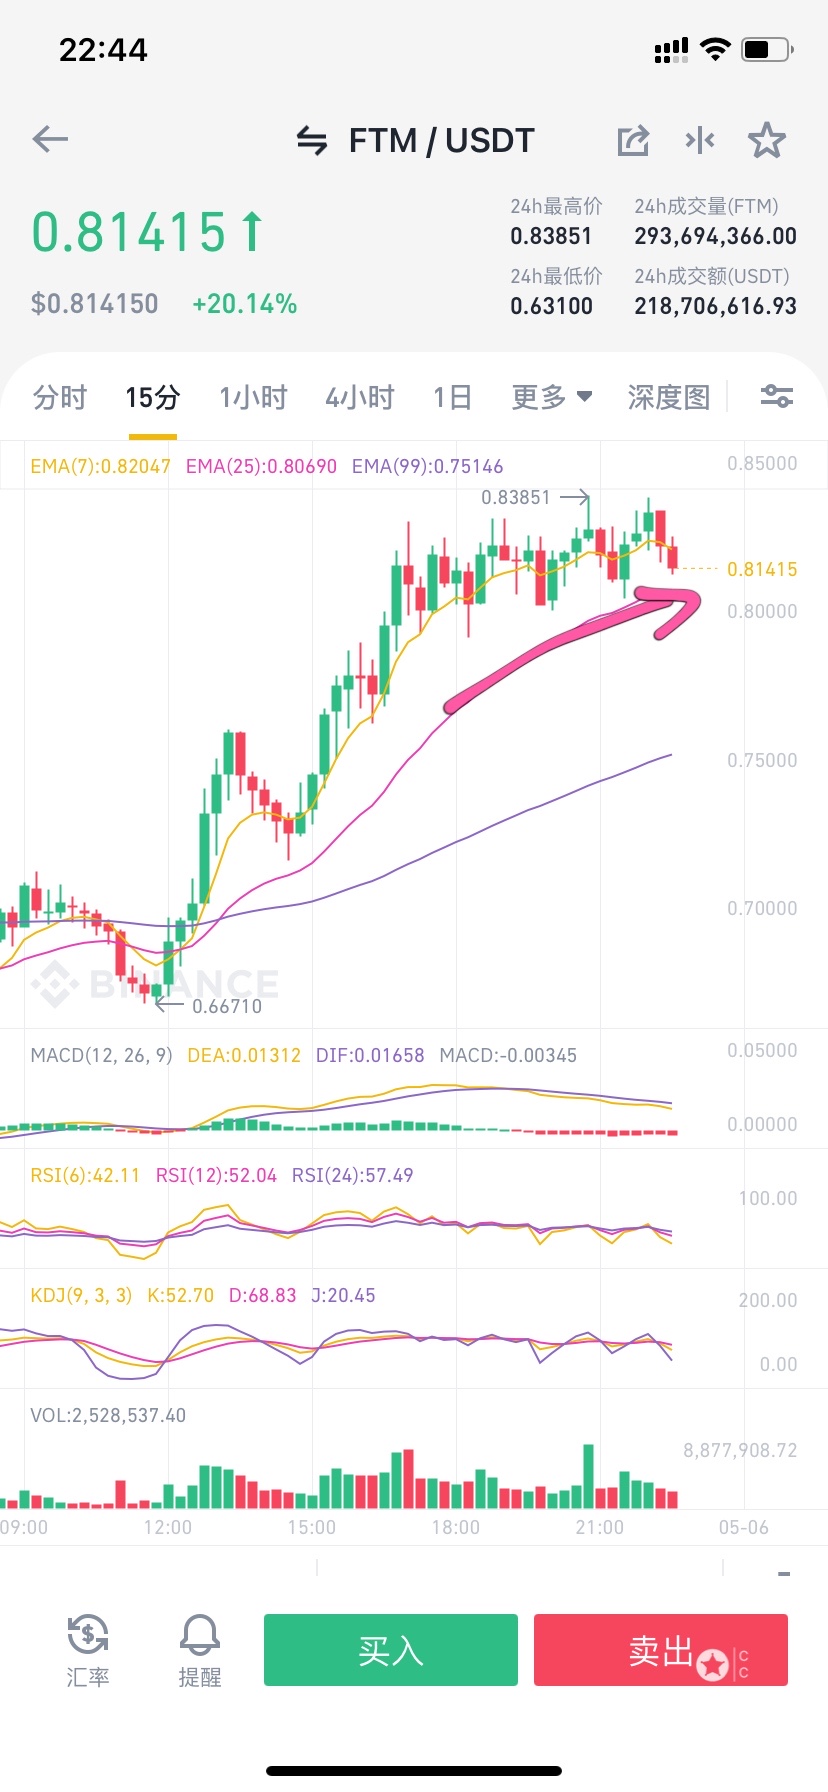 22:44
FTM / USDT
0.81415
$0.814150 +20.14%
24h最高价 24h成交量(FTM)
0.83851 293,694,366.00
24h最低价 24h成交额(USDT)
0.63100 218,706,616.93
分时 15分 1小时 4小时 1日 更多 深度图
EMA(7):0.82047 EMA(25):0.80690 EMA(99):0.75146 0.85000
0.83851
0.81415
0.80000
0.75000
0.70000
BINANCE
0.66710
MACD(12, 26, 9) DEA:0.01312 DIF:0.01658 MACD:-0.00345 0.05000
0.00000
RSI(6):42.11 RSI(12):52.04 RSI(24):57.49
100.00
KDJ(9, 3, 3) K:52.70 D:68.83 J:20.45 200.00
0.00
VOL:2,528,537.40
8,877,908.72
09:00 12:00 15:00 18:00 21:00 05-06
汇率 提醒 买入 卖出
C
C